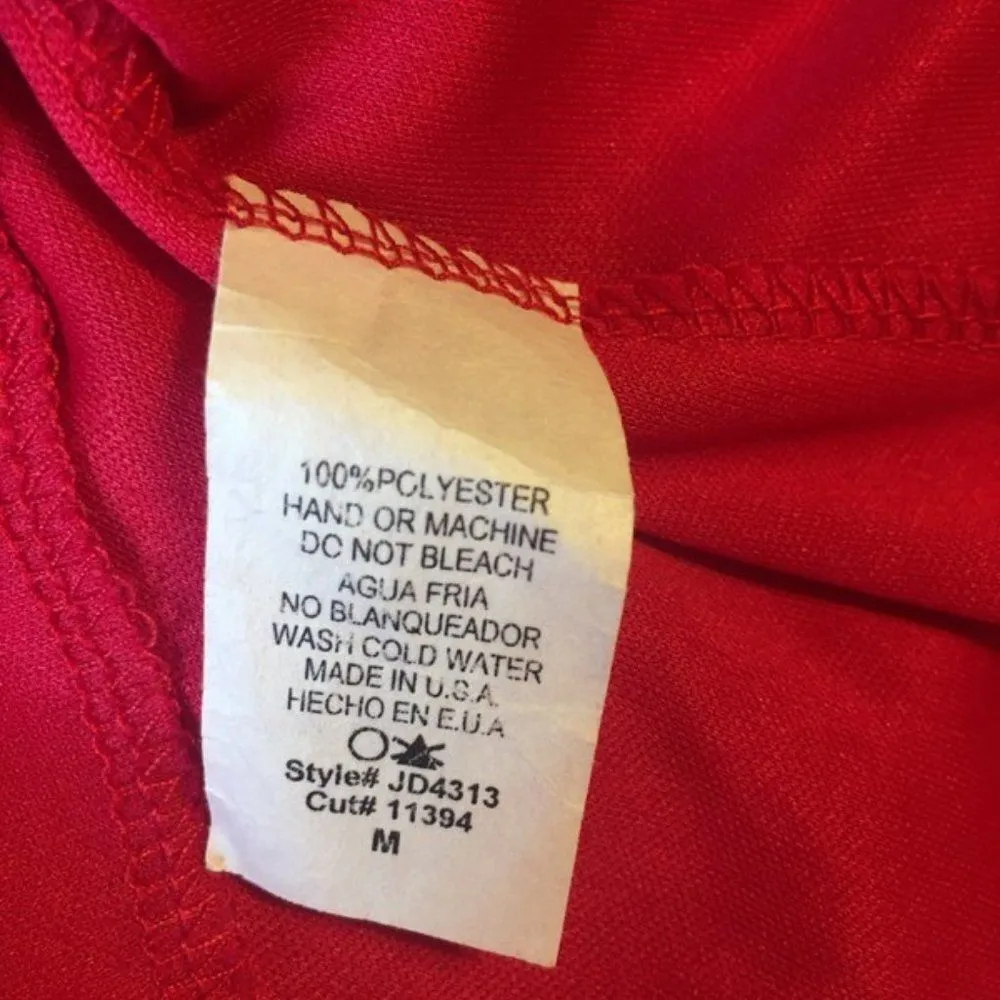 100%POLYESTER
HAND OR MACHINE
DO NOT BLEACH
AGUA FRIA
NO BLANQUEADOR
WASH COLD WATER
MADE IN U.S.A.
HECHO EN E.U.A
Style# JD4313
Cut# 11394
M